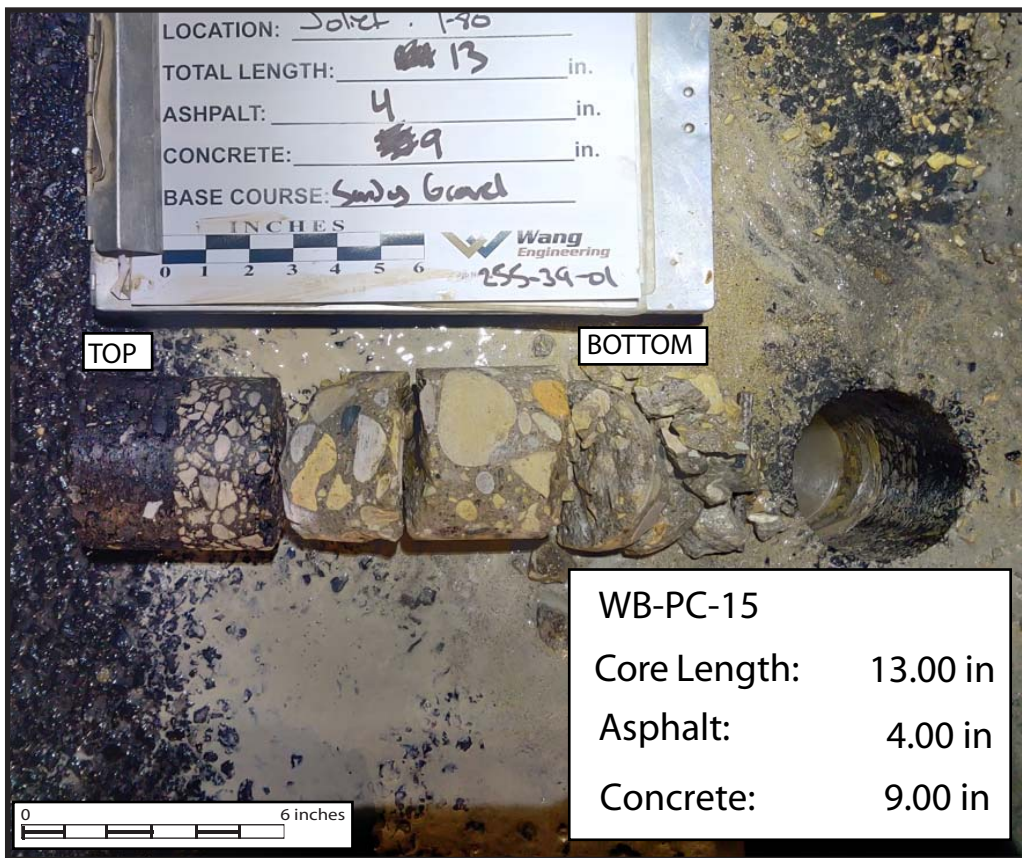 LOCATION: Joliet . I-80
TOTAL LENGTH: 13 in.
ASHPALT: 4 in.
CONCRETE: 9 in.
BASE COURSE: Sandy Gravel
INCHES
0 1 2 3 4 5 6
Wang
Engineering
255-39-01
TOP
BOTTOM
WB-PC-15
Core Length: 13.00 in
Asphalt: 4.00 in
Concrete: 9.00 in
0 6 inches